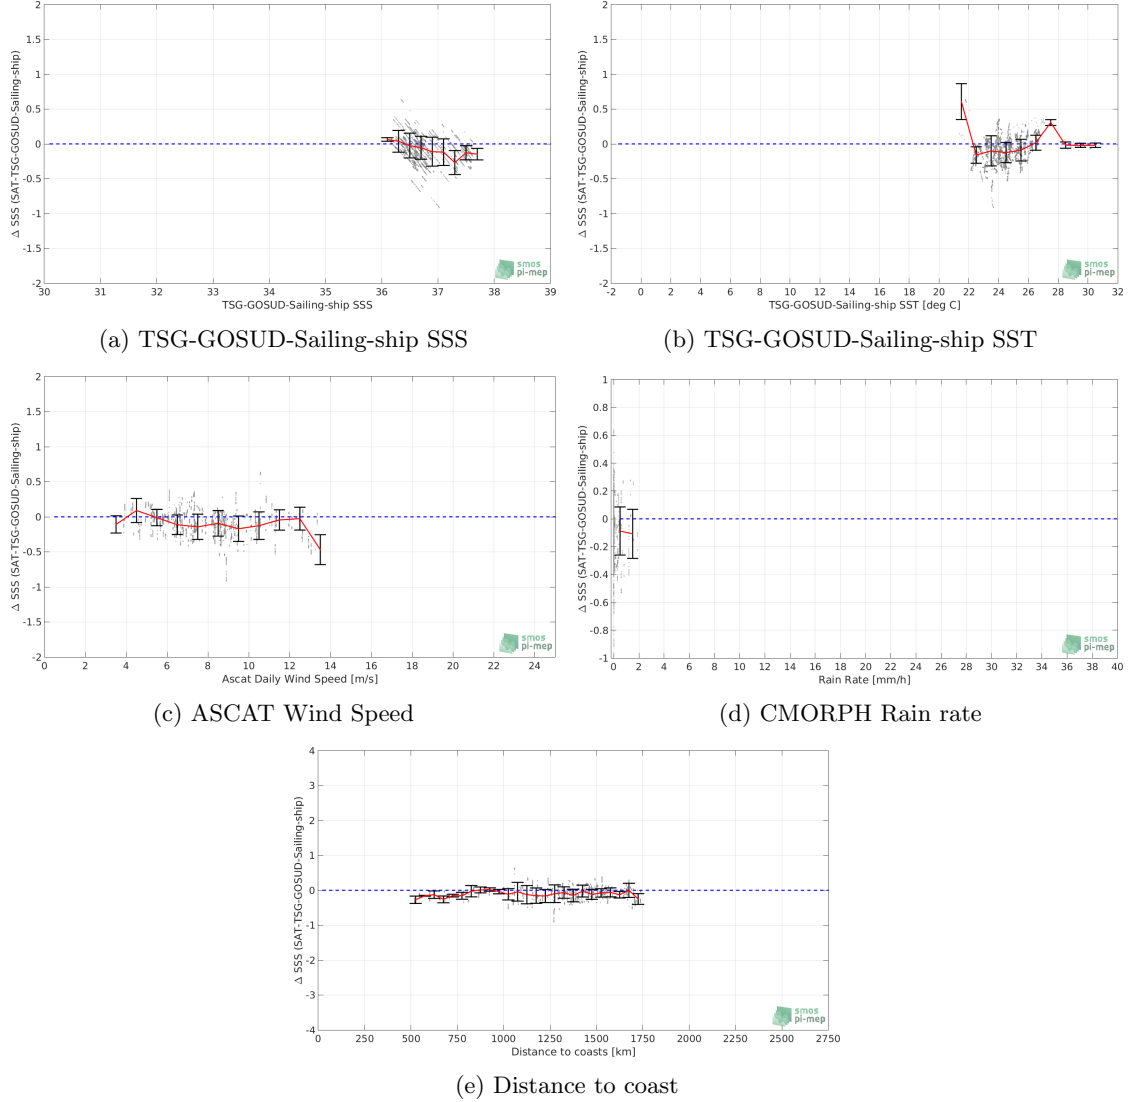 2
1.5
1
0.5
0
-0.5
-1
-1.5
-2
Δ SSS (SAT-TSG-GOSUD-Sailing-ship)
30 31 32 33 34 35 36 37 38 39
TSG-GOSUD-Sailing-ship SSS
smos
pi-mep
(a) TSG-GOSUD-Sailing-ship SSS
2
1.5
1
0.5
0
-0.5
-1
-1.5
-2
Δ SSS (SAT-TSG-GOSUD-Sailing-ship)
-2 0 2 4 6 8 10 12 14 16 18 20 22 24 26 28 30 32
TSG-GOSUD-Sailing-ship SST [deg C]
smos
pi-mep
(b) TSG-GOSUD-Sailing-ship SST
2
1.5
1
0.5
0
-0.5
-1
-1.5
-2
Δ SSS (SAT-TSG-GOSUD-Sailing-ship)
0 2 4 6 8 10 12 14 16 18 20 22 24
Ascat Daily Wind Speed [m/s]
smos
pi-mep
(c) ASCAT Wind Speed
1
0.8
0.6
0.4
0.2
0
-0.2
-0.4
-0.6
-0.8
-1
Δ SSS (SAT-TSG-GOSUD-Sailing-ship)
0 2 4 6 8 10 12 14 16 18 20 22 24 26 28 30 32 34 36 38 40
Rain Rate [mm/h]
smos
pi-mep
(d) CMORPH Rain rate
4
3
2
1
0
-1
-2
-3
-4
Δ SSS (SAT-TSG-GOSUD-Sailing-ship)
0 250 500 750 1000 1250 1500 1750 2000 2250 2500 2750
Distance to coasts [km]
smos
pi-mep
(e) Distance to coast